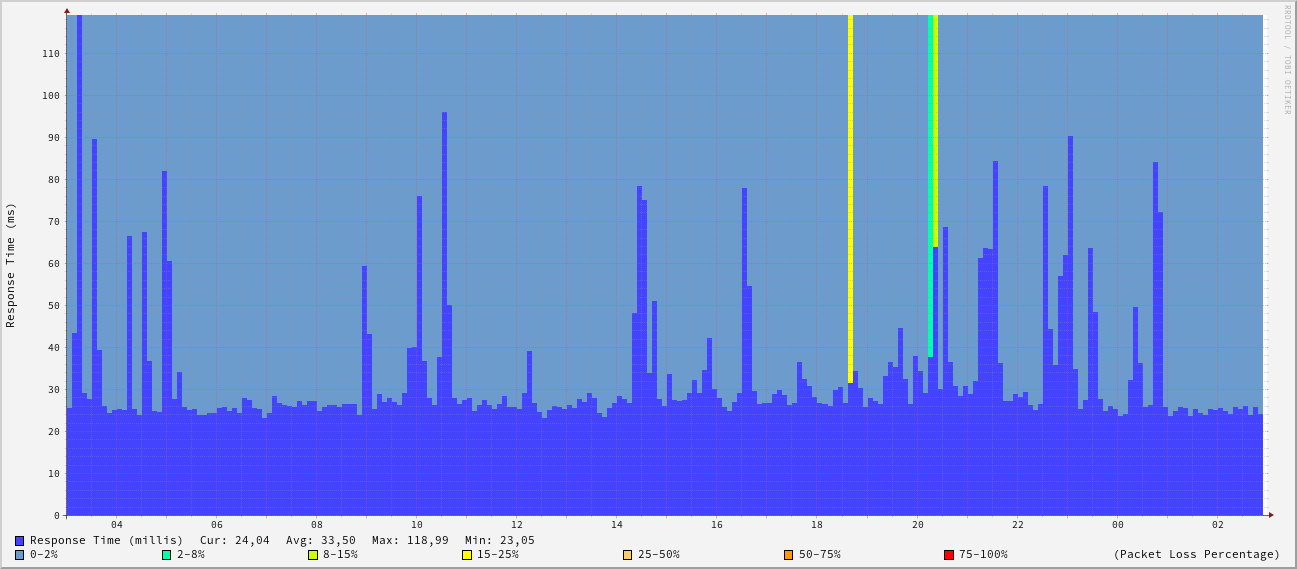 RRDTOOL / TOBI OETIKER
Response Time (ms)
110
100
90
80
70
60
50
40
30
20
10
0
04 06 08 10 12 14 16 18 20 22 00 02
Response Time (millis) Cur: 24,04 Avg: 33,50 Max: 118,99 Min: 23,05
0-2% 2-8% 8-15% 15-25% 25-50% 50-75% 75-100% (Packet Loss Percentage)